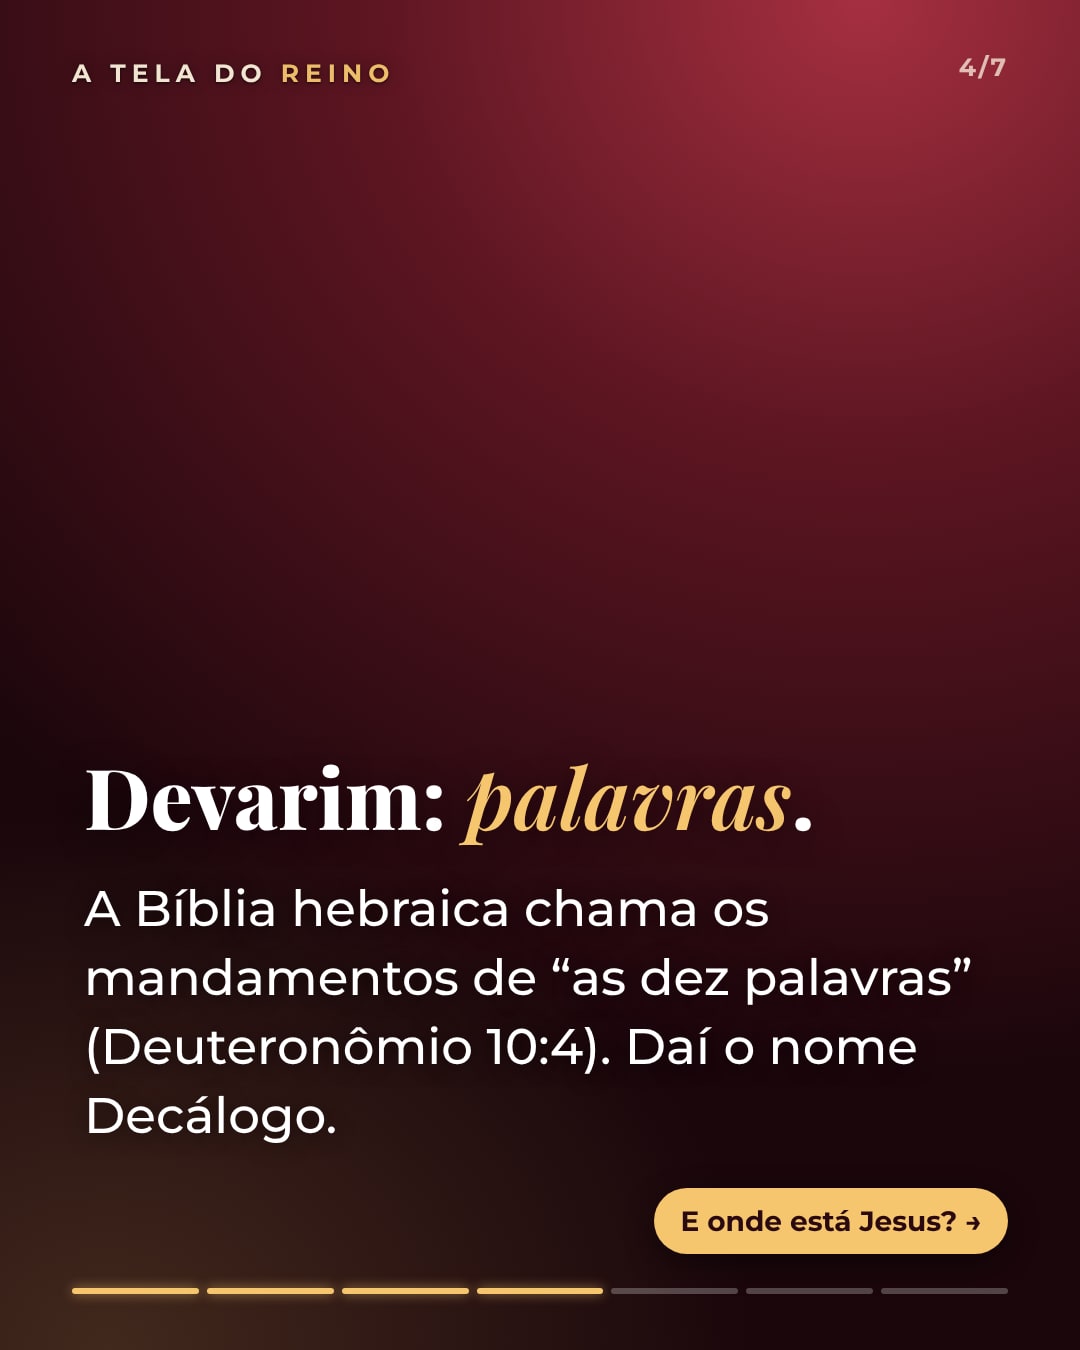 A TELA DO REINO
4/7
Devarim: palavras.
A Bíblia hebraica chama os
mandamentos de “as dez palavras”
(Deuteronômio 10:4). Daí o nome
Decálogo.
E onde está Jesus? →